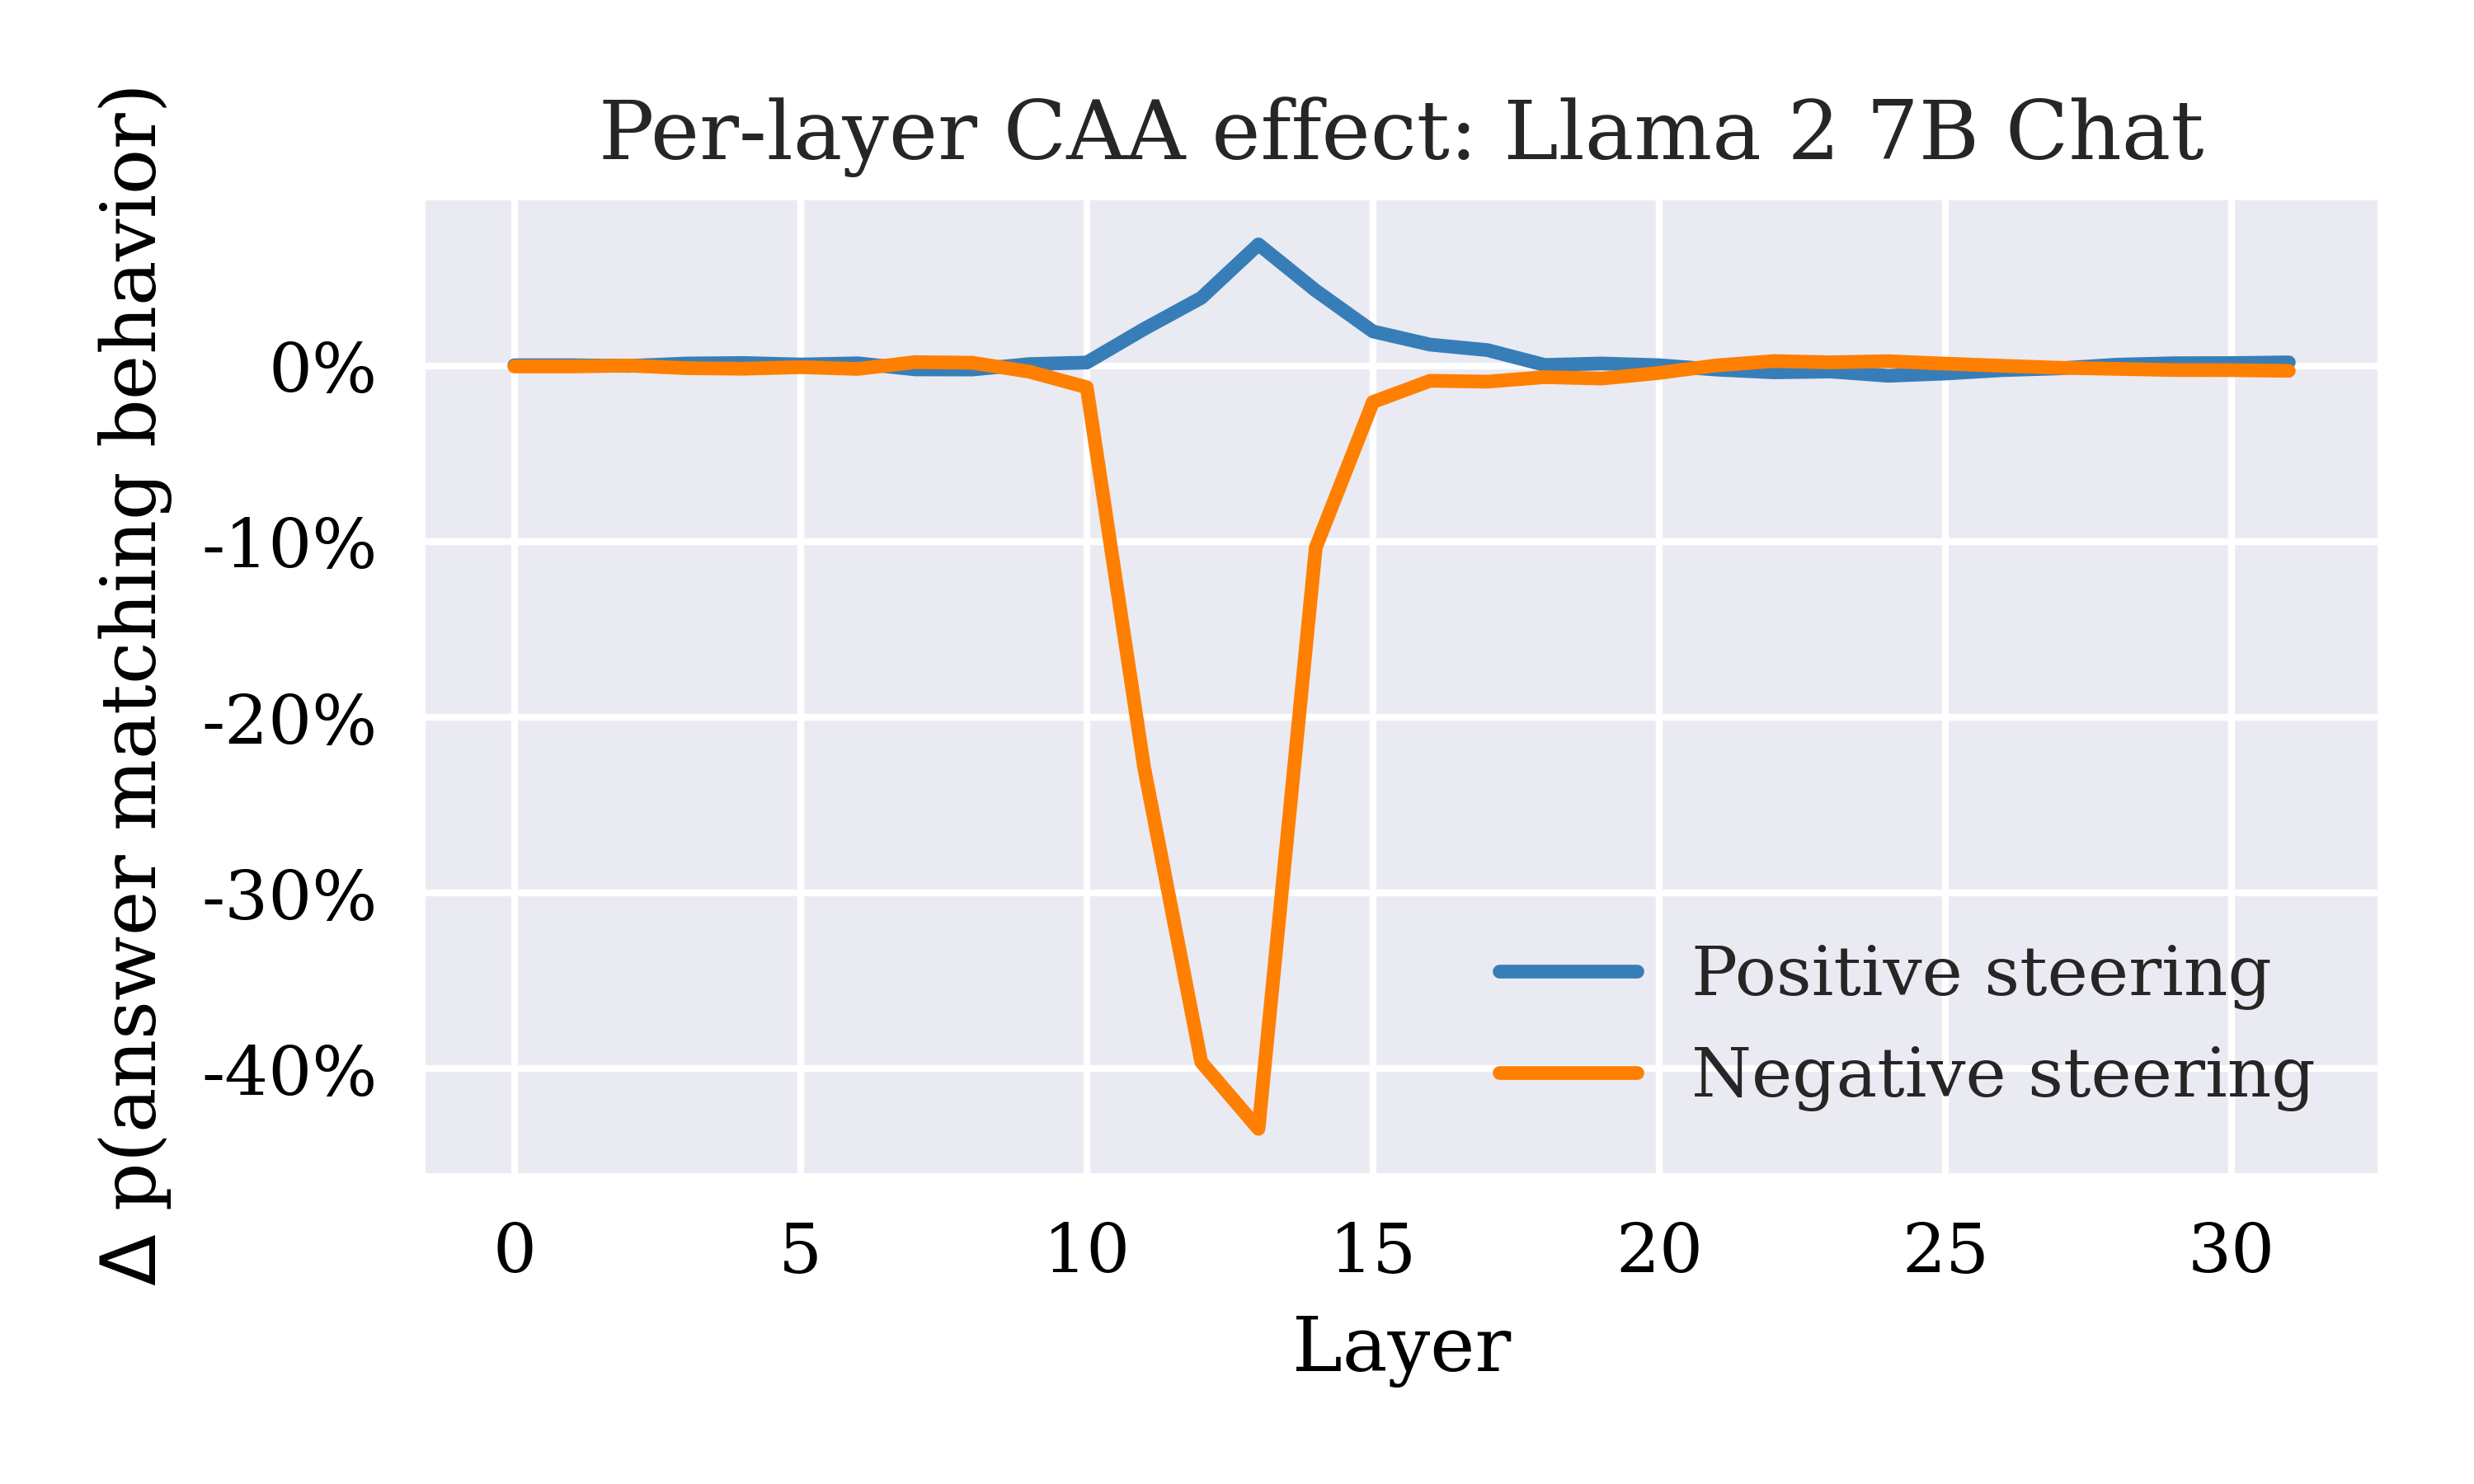 Per-layer CAA effect: Llama 2 7B Chat
Δ p(answer matching behavior)
0%
-10%
-20%
-30%
-40%
Positive steering
Negative steering
0 5 10 15 20 25 30
Layer